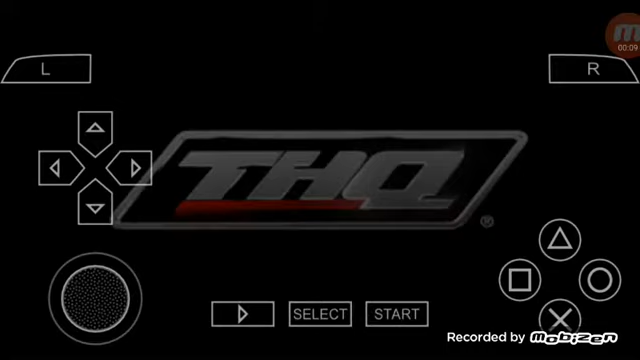 00:09
L
R
THQ
®
SELECT
START
Recorded by mobizen